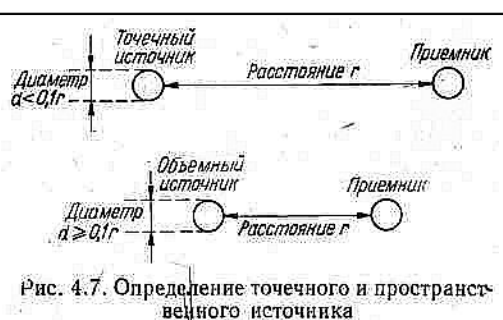 Точечный
источник
Приемник
Диаметр
d<0,1r
Расстояние r
Объемный
источник
Приемник
Диаметр
d⩾0,1r
Расстояние r
Рис. 4.7. Определение точечного и пространст-
венного источника